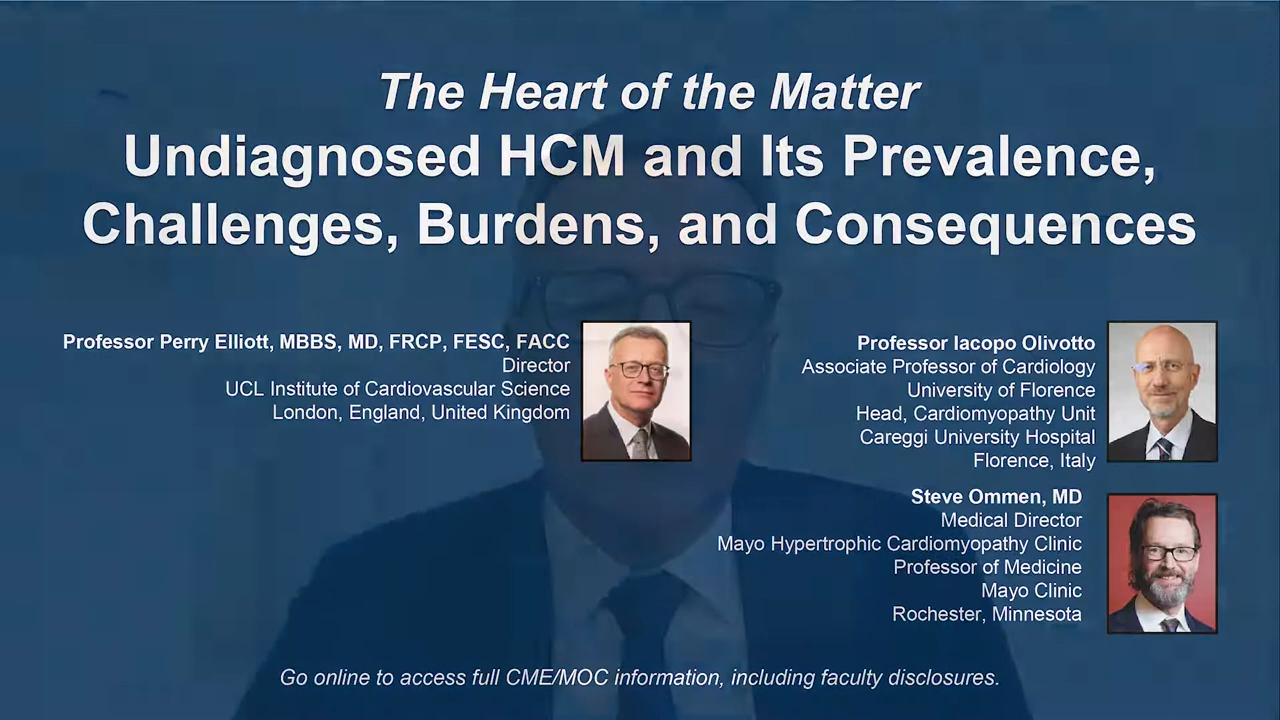 The Heart of the Matter
Undiagnosed HCM and Its Prevalence,
Challenges, Burdens, and Consequences
Professor Perry Elliott, MBBS, MD, FRCP, FESC, FACC
Director
UCL Institute of Cardiovascular Science
London, England, United Kingdom
Professor Iacopo Olivotto
Associate Professor of Cardiology
University of Florence
Head, Cardiomyopathy Unit
Careggi University Hospital
Florence, Italy
Steve Ommen, MD
Medical Director
Mayo Hypertrophic Cardiomyopathy Clinic
Professor of Medicine
Mayo Clinic
Rochester, Minnesota
Go online to access full CME/MOC information, including faculty disclosures.